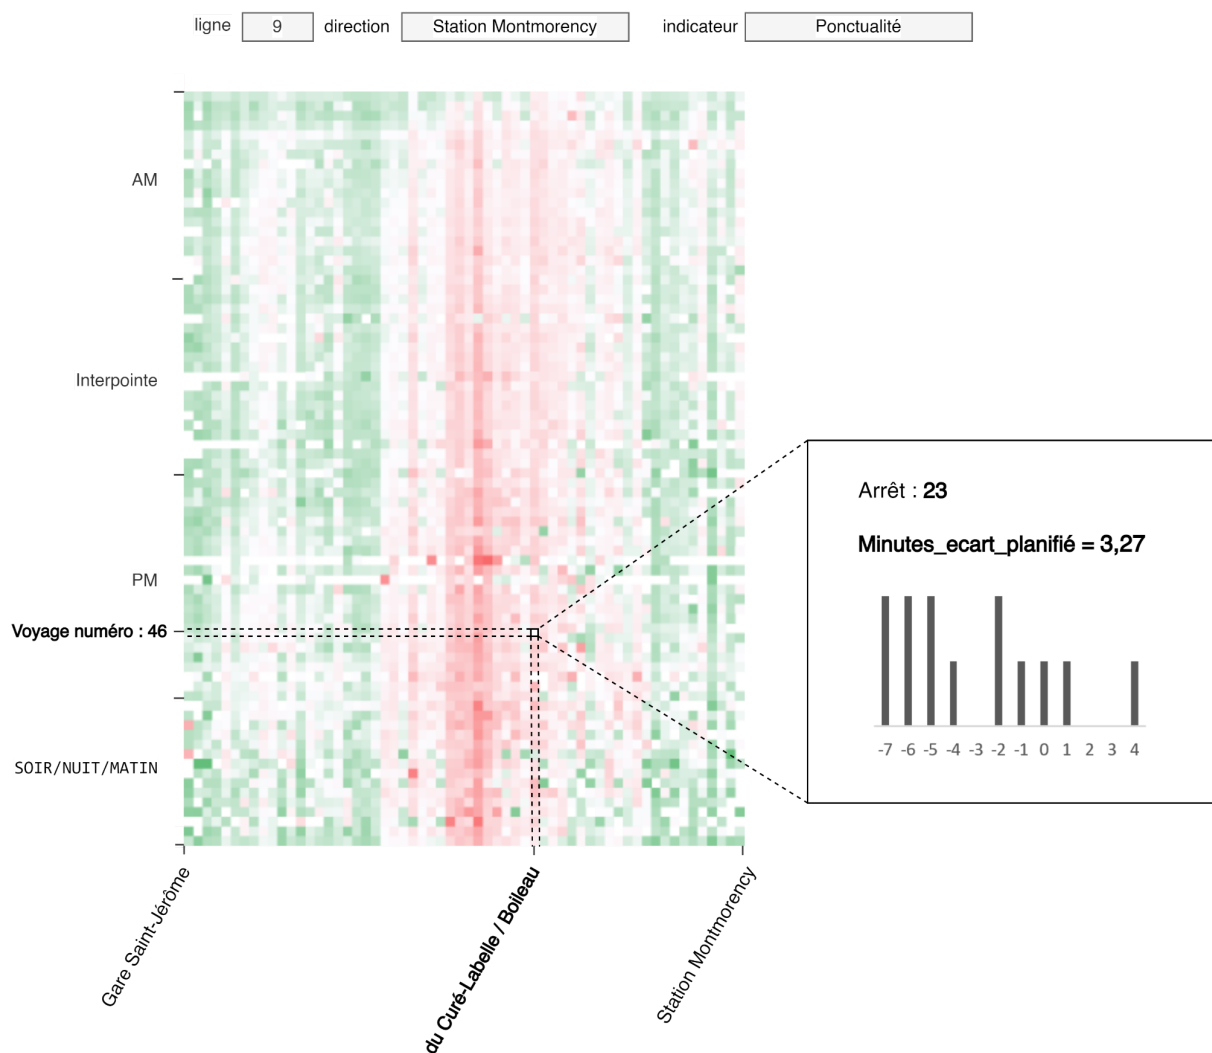 ligne 9 direction Station Montmorency indicateur Ponctualité
AM
Interpointe
PM
Voyage numéro : 46
SOIR/NUIT/MATIN
Gare Saint-Jérôme
du Curé-Labelle / Boileau
Station Montmorency
Arrêt : 23
Minutes_ecart_planifié = 3,27
-7 -6 -5 -4 -3 -2 -1 0 1 2 3 4